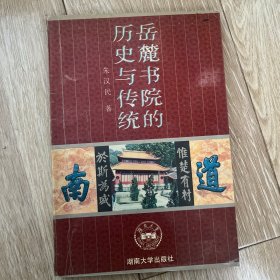 岳麓书院的
历史与传统
朱汉民 著
惟楚有材
於斯為盛
道
南
湖南大学出版社